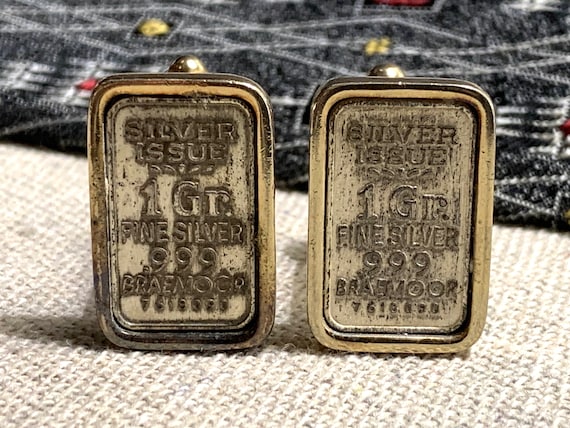 SILVER
ISSUE
1 Gr.
FINE SILVER
999
BRAEMOOR
SILVER
ISSUE
1 Gr.
FINE SILVER
999
BRAEMOOR